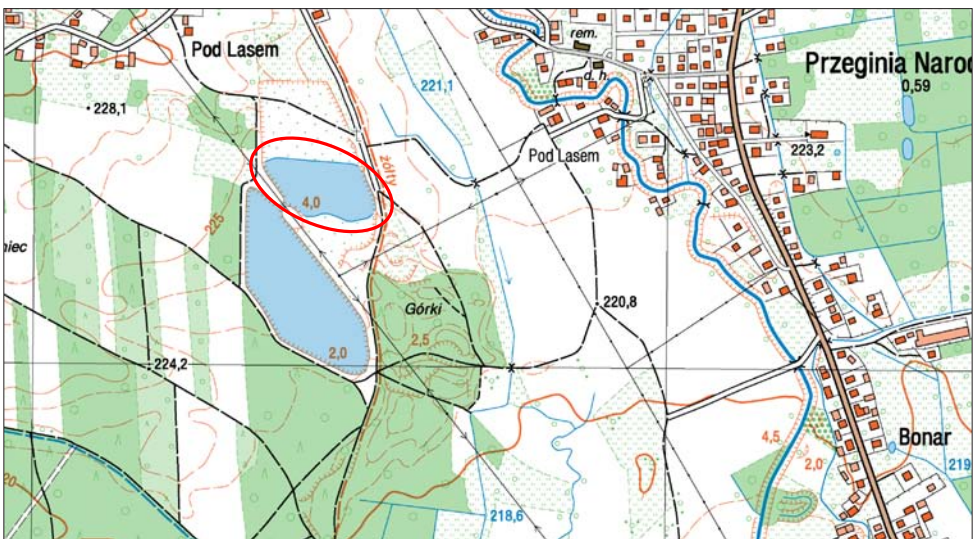 Pod Lasem
rem.
d. h.
Przeginia Narod
0,59
221,1
228,1
223,2
Pod Lasem
żółty
4,0
225
niec
Górki
220,8
2,0
2,5
224,2
4,5
2,0
Bonar
219
20
218,6